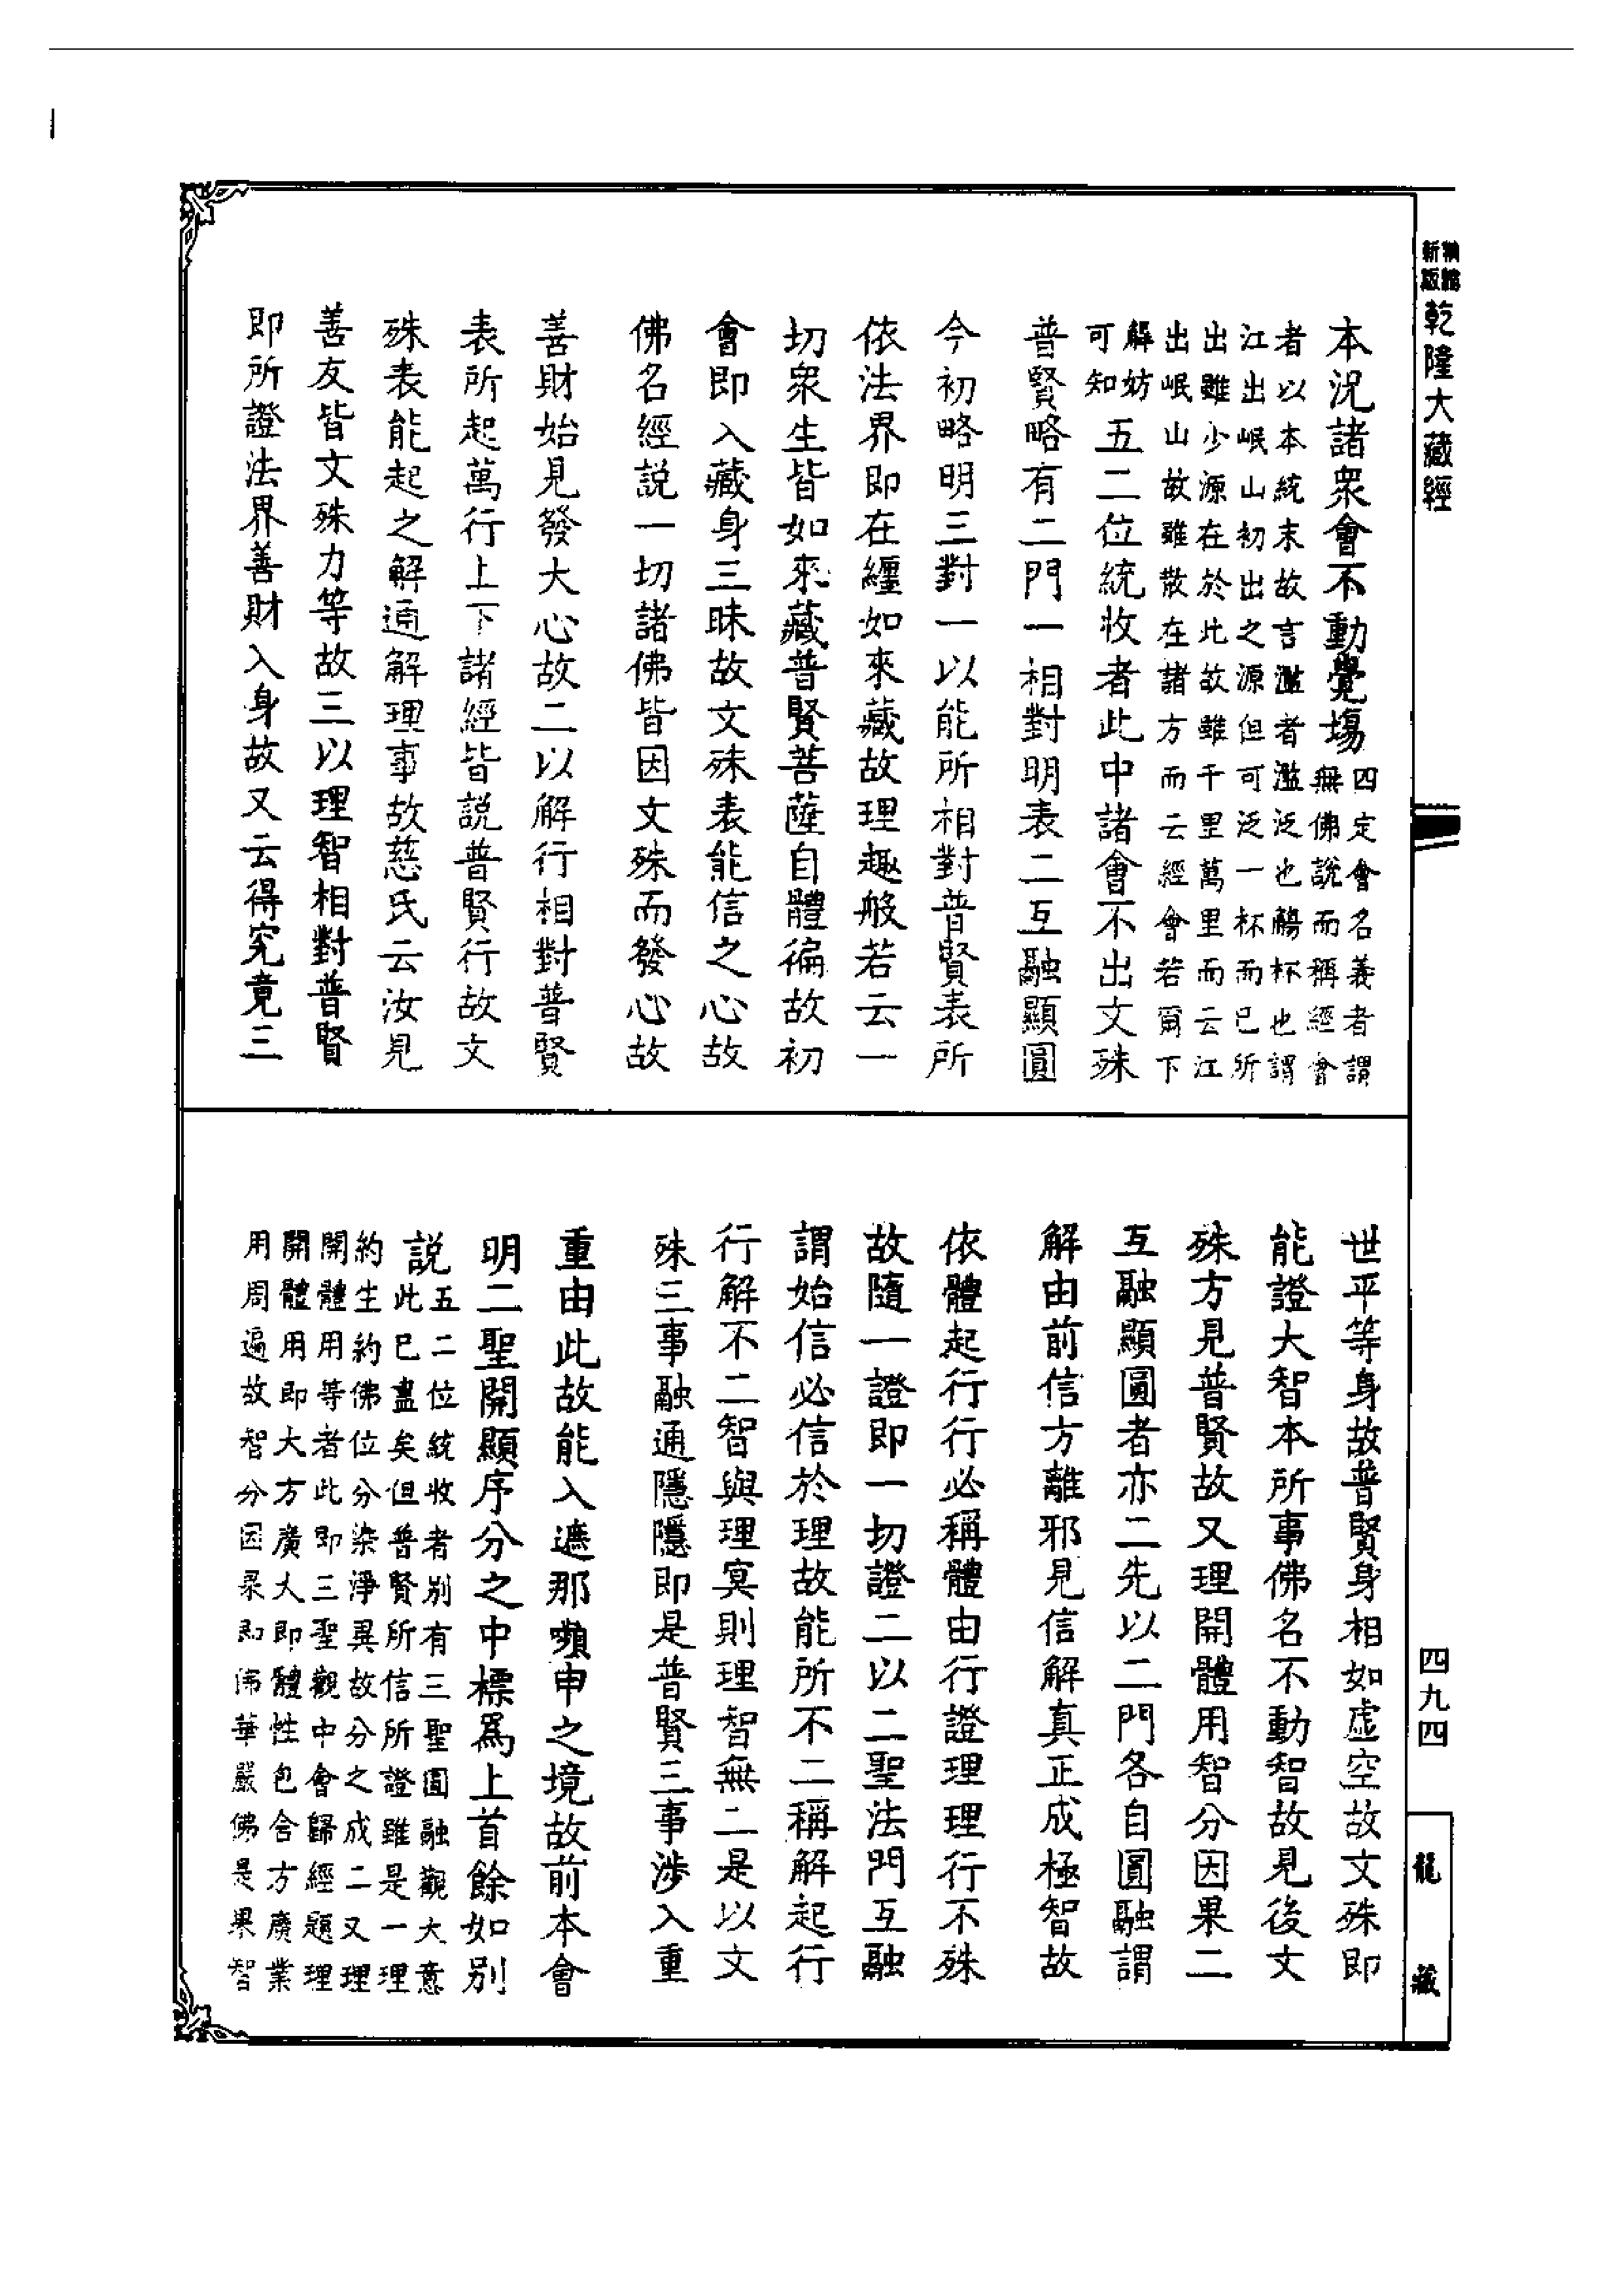 精縮
新版
乾隆大藏經
本況諸衆會不動覺塲四定會名義者謂
無佛說而稱經會
者以本統末故言濫者濫泛也觴杯也謂
江出岷山初出之源但可泛一杯而已所
出雖少源在於此故雖千里萬里而云江
出岷山故雖散在諸方而云經會若爾下
解妨
可知五二位統收者此中諸會不出文殊
普賢略有二門一相對明表二互融顯圓
今初略明三對一以能所相對普賢表所
依法界即在纏如來藏故理趣般若云一
切衆生皆如來藏普賢菩薩自體徧故初
會即入藏身三昧故文殊表能信之心故
佛名經說一切諸佛皆因文殊而發心故
善財始見發大心故二以解行相對普賢
表所起萬行上下諸經皆說普賢行故文
殊表能起之解通解理事故慈氏云汝見
善友皆文殊力等故三以理智相對普賢
即所證法界善財入身故又云得究竟三
世平等身故普賢身相如虛空故文殊即
能證大智本所事佛名不動智故見後文
殊方見普賢故又理開體用智分因果二
互融顯圓者亦二先以二門各自圓融謂
解由前信方離邪見信解真正成極智故
依體起行行必稱體由行證理理行不殊
故隨一證即一切證二以二聖法門互融
謂始信必信於理故能所不二稱解起行
行解不二智與理冥則理智無二是以文
殊三事融通隱隱即是普賢三事涉入重
重由此故能入遮那嚬申之境故前本會
明二聖開顯序分之中標爲上首餘如別
說五二位統收者別有三聖圓融觀大意
此已盡矣但普賢所信所證雖是一理
約生約佛位分染淨異故分之成二又理
開體用等者此即三聖觀中會歸經題理
開體用即大方廣大即體性包含方廣業
用周遍故智分因果即佛華嚴佛是果智
四九四
龍藏